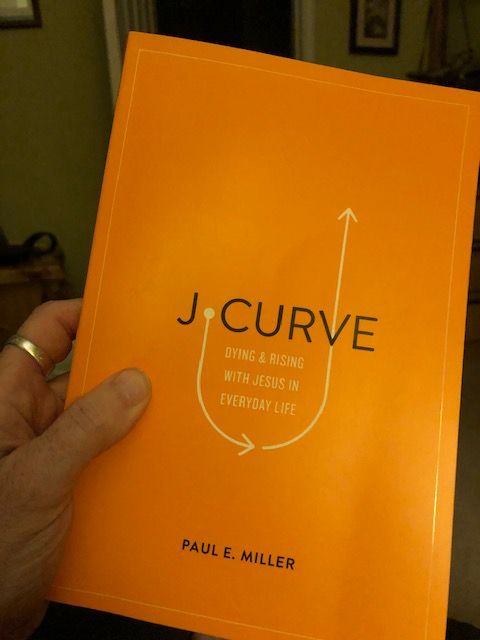 J•CURVE
DYING & RISING
WITH JESUS IN
EVERYDAY LIFE
PAUL E. MILLER